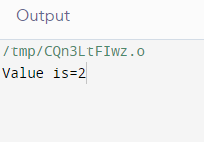 Output
/tmp/CQn3LtFIwz.o
Value is=2